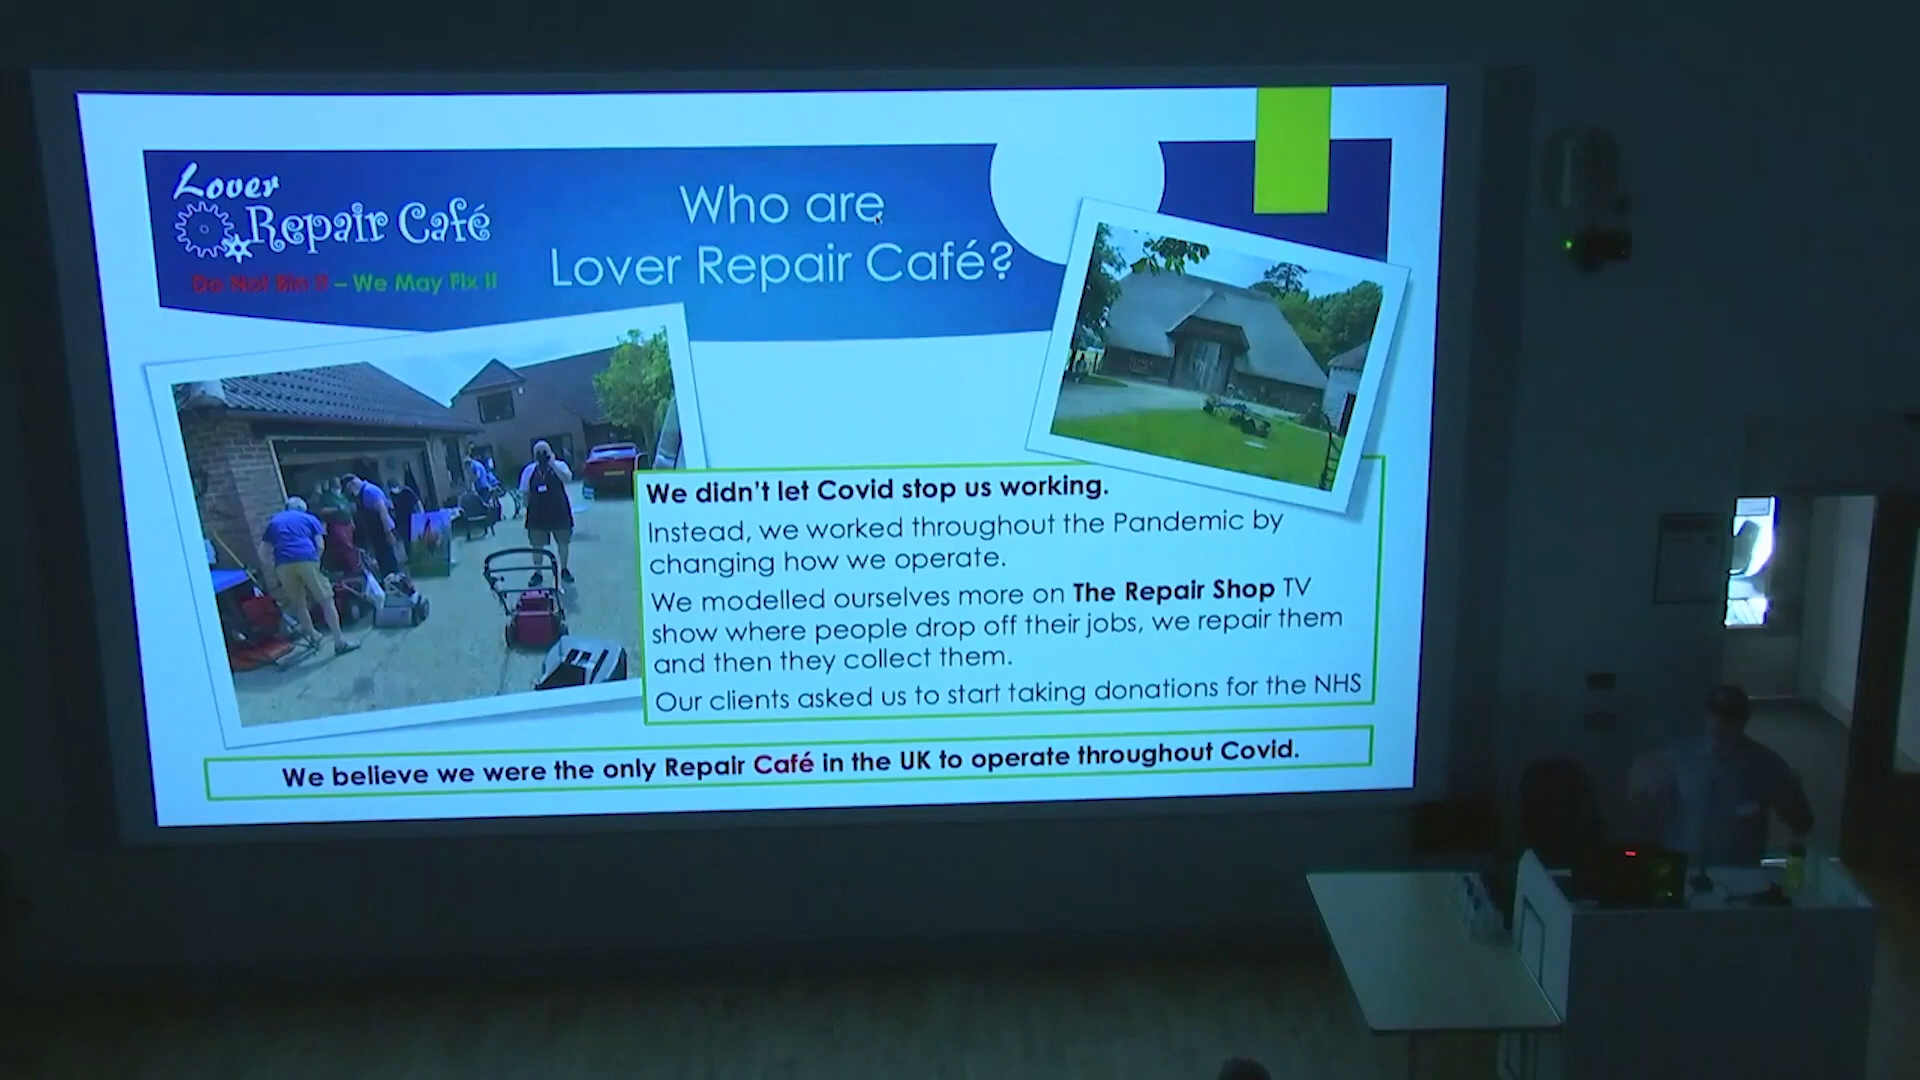 Lover
Repair Café
Do Not Bin It – We May Fix It
Who are
Lover Repair Café?
We didn't let Covid stop us working.
Instead, we worked throughout the Pandemic by
changing how we operate.
We modelled ourselves more on The Repair Shop TV
show where people drop off their jobs, we repair them
and then they collect them.
Our clients asked us to start taking donations for the NHS
We believe we were the only Repair Café in the UK to operate throughout Covid.